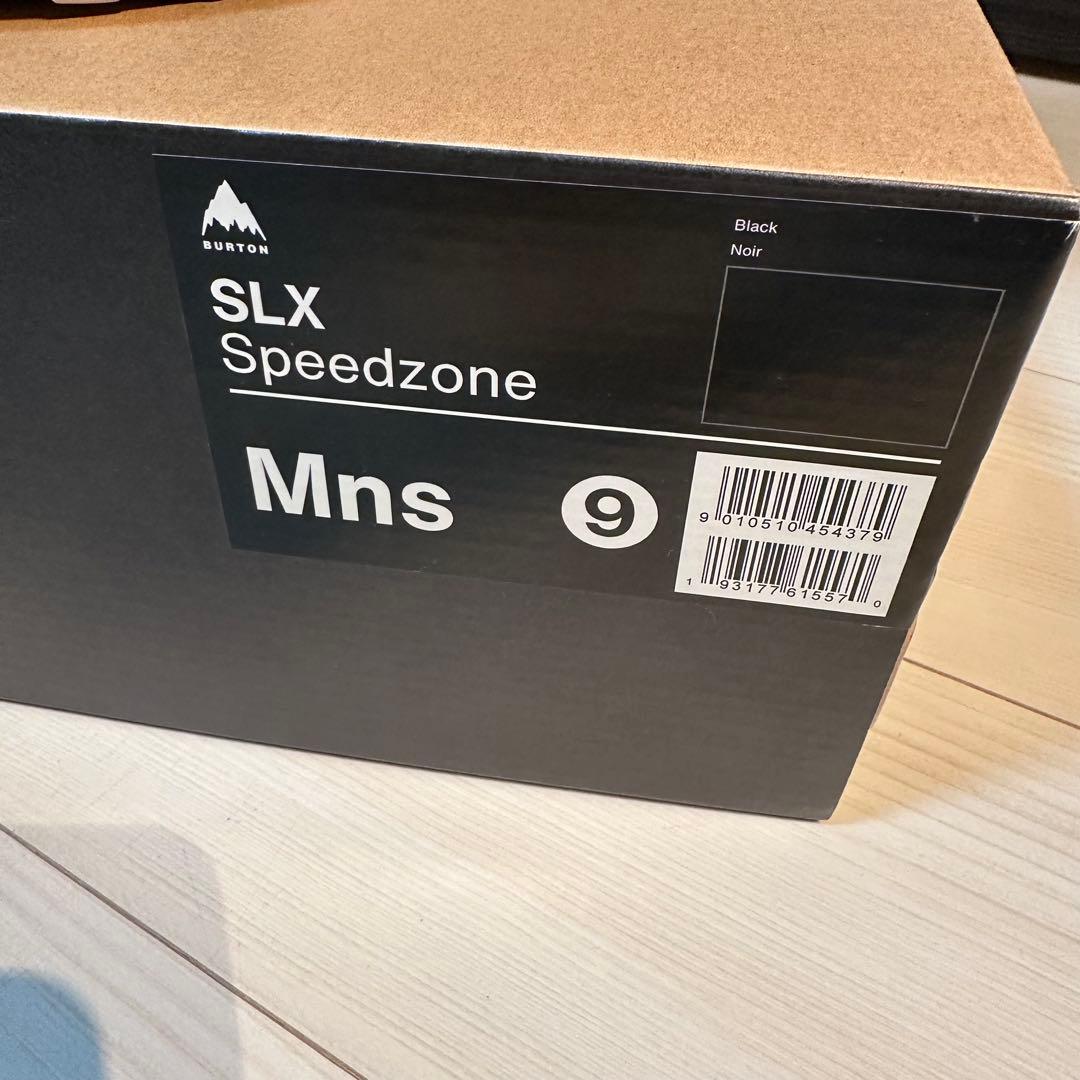 BURTON
SLX
Speedzone
Black
Noir
Mns
9
9 010510 454379
1 93177 61557 0